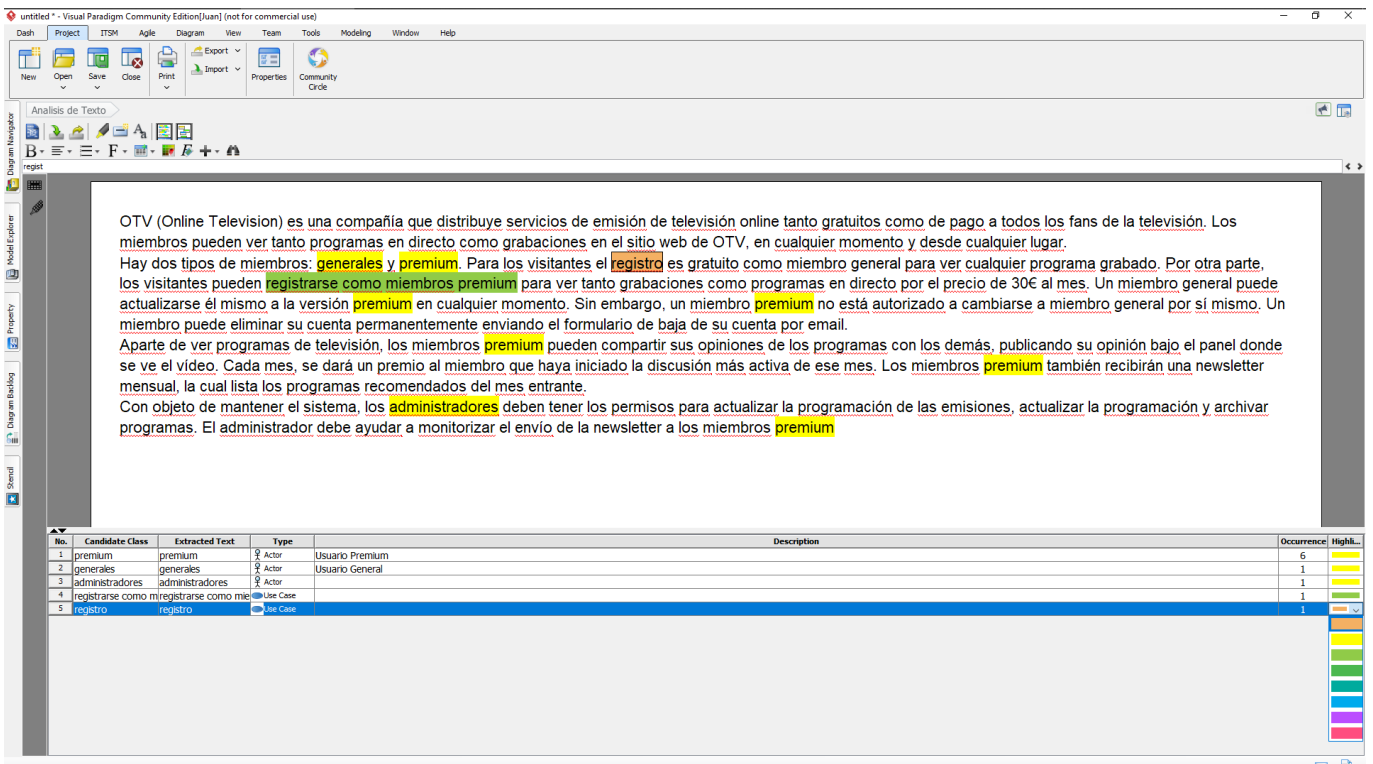 untitled * - Visual Paradigm Community Edition[Juan] (not for commercial use)
Dash Project ITSM Agile Diagram View Team Tools Modeling Window Help
New Open Save Close Print Export Import Properties Community Circle
Analisis de Texto
regist
Diagram Navigator
Model Explorer
Property
Diagram Backlog
Stencil
OTV (Online Television) es una compañía que distribuye servicios de emisión de televisión online tanto gratuitos como de pago a todos los fans de la televisión. Los
miembros pueden ver tanto programas en directo como grabaciones en el sitio web de OTV, en cualquier momento y desde cualquier lugar.
Hay dos tipos de miembros: generales y premium. Para los visitantes el registro es gratuito como miembro general para ver cualquier programa grabado. Por otra parte,
los visitantes pueden registrarse como miembros premium para ver tanto grabaciones como programas en directo por el precio de 30€ al mes. Un miembro general puede
actualizarse él mismo a la versión premium en cualquier momento. Sin embargo, un miembro premium no está autorizado a cambiarse a miembro general por sí mismo. Un
miembro puede eliminar su cuenta permanentemente enviando el formulario de baja de su cuenta por email.
Aparte de ver programas de televisión, los miembros premium pueden compartir sus opiniones de los programas con los demás, publicando su opinión bajo el panel donde
se ve el vídeo. Cada mes, se dará un premio al miembro que haya iniciado la discusión más activa de ese mes. Los miembros premium también recibirán una newsletter
mensual, la cual lista los programas recomendados del mes entrante.
Con objeto de mantener el sistema, los administradores deben tener los permisos para actualizar la programación de las emisiones, actualizar la programación y archivar
programas. El administrador debe ayudar a monitorizar el envío de la newsletter a los miembros premium
No. Candidate Class Extracted Text Type Description Occurrence Highli...
1 premium premium Actor Usuario Premium 6
2 generales generales Actor Usuario General 1
3 administradores administradores Actor 1
4 registrarse como m registrarse como mie Use Case 1
5 registro registro Use Case 1